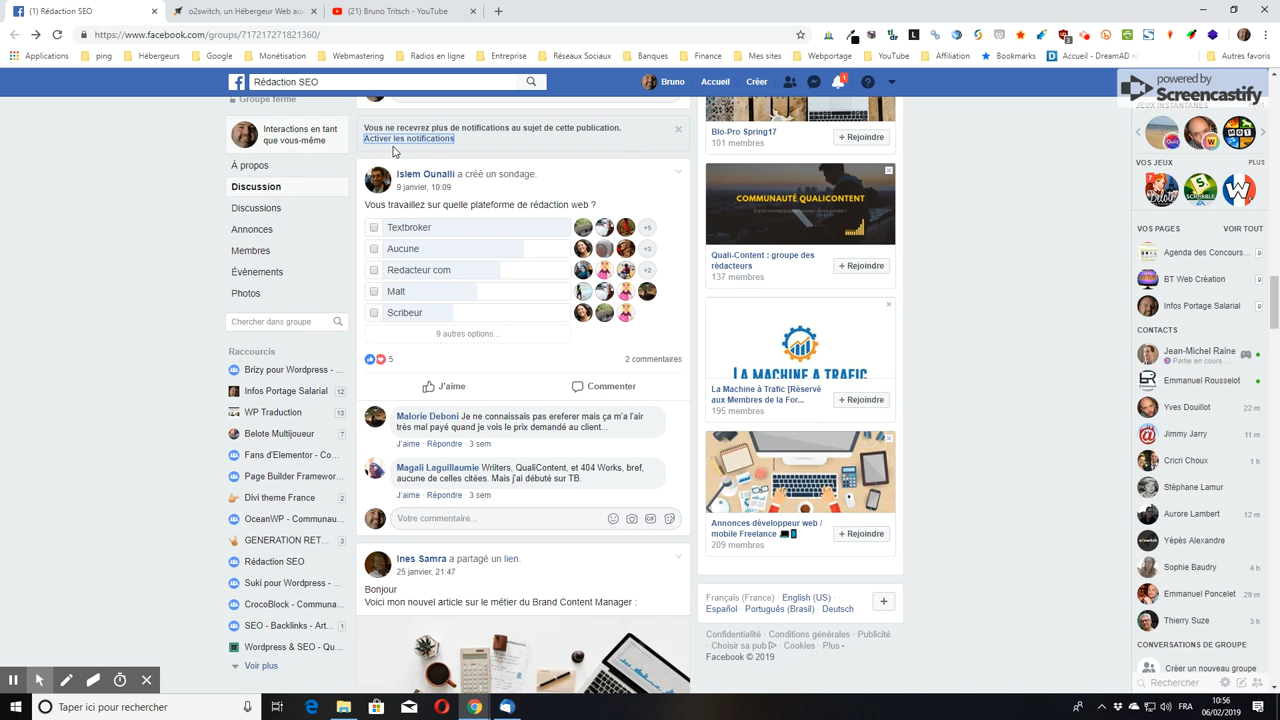 (1) Rédaction SEO
o2switch, un Hébergeur Web au
(21) Bruno Tritsch - YouTube
https://www.facebook.com/groups/717217271821360/
Applications
ping
Hébergeurs
Google
Monétisation
Webmastering
Radios en ligne
Entreprise
Réseaux Sociaux
Banques
Finance
Mes sites
Webportage
YouTube
Affiliation
Bookmarks
Accueil - DreamAD r
Autres favoris
Rédaction SEO
Bruno
Accueil
Créer
1
powered by
Screencastify
Groupe fermé
Interactions en tant
que vous-même
À propos
Discussion
Discussions
Annonces
Membres
Évènements
Photos
Chercher dans groupe
Raccourcis
Brizy pour Wordpress - ...
Infos Portage Salarial 12
WP Traduction 13
Belote Multijoueur 7
Fans d'Elementor - Co...
Page Builder Framewor...
Divi theme France 2
OceanWP - Communau...
GENERATION RET... 3
Rédaction SEO
Suki pour Wordpress - ...
CrocoBlock - Communa...
SEO - Backlinks - Art... 1
Wordpress & SEO - Qu...
Voir plus
Vous ne recevrez plus de notifications au sujet de cette publication.
Activer les notifications
Islem Ounalli a créé un sondage.
9 janvier, 10:09
Vous travaillez sur quelle plateforme de rédaction web ?
Textbroker +5
Aucune +3
Redacteur com +2
Malt
Scribeur
9 autres options...
5
2 commentaires
J'aime
Commenter
Malorie Deboni Je ne connaissais pas ereferer mais ça m'a l'air
très mal payé quand je vois le prix demandé au client...
J'aime · Répondre · 3 sem
Magali Laguillaumie Wriiters, QualiContent, et 404 Works, bref,
aucune de celles citées. Mais j'ai débuté sur TB.
J'aime · Répondre · 3 sem
Votre commentaire...
GIF
Ines Samra a partagé un lien.
25 janvier, 21:47
Bonjour
Voici mon nouvel article sur le métier du Brand Content Manager :
Blo-Pro Spring17
101 membres
+ Rejoindre
COMMUNAUTÉ QUALICONTENT
Quali-Content : groupe des
rédacteurs
137 membres
+ Rejoindre
LA MACHINE A TRAFIC
La Machine à Trafic [Réservé
aux Membres de la For...
195 membres
+ Rejoindre
Annonces développeur web /
mobile Freelance
209 membres
+ Rejoindre
Français (France) · English (US) ·
Español · Português (Brasil) · Deutsch
Confidentialité · Conditions générales · Publicité
· Choisir sa pub · Cookies · Plus
Facebook © 2019
JEUX INSTANTANÉS
PLUS
MOT
VOS JEUX
PLUS
VOS PAGES
VOIR TOUT
Agenda des Concours... 9
BT Web Création 9
Infos Portage Salarial 9
CONTACTS
Jean-Michel Raine
Partie en cours ...
Emmanuel Rousselot
Yves Douillot 22 m
Jimmy Jarry 11 m
Cricri Choux 1 h
Stéphane Lamur
Aurore Lambert 12 m
Yépès Alexandre
Sophie Baudry 4 h
Emmanuel Poncelet 29 m
Thierry Suze 3 h
CONVERSATIONS DE GROUPE
Créer un nouveau groupe
Rechercher
Taper ici pour rechercher
FRA
10:56
06/02/2019